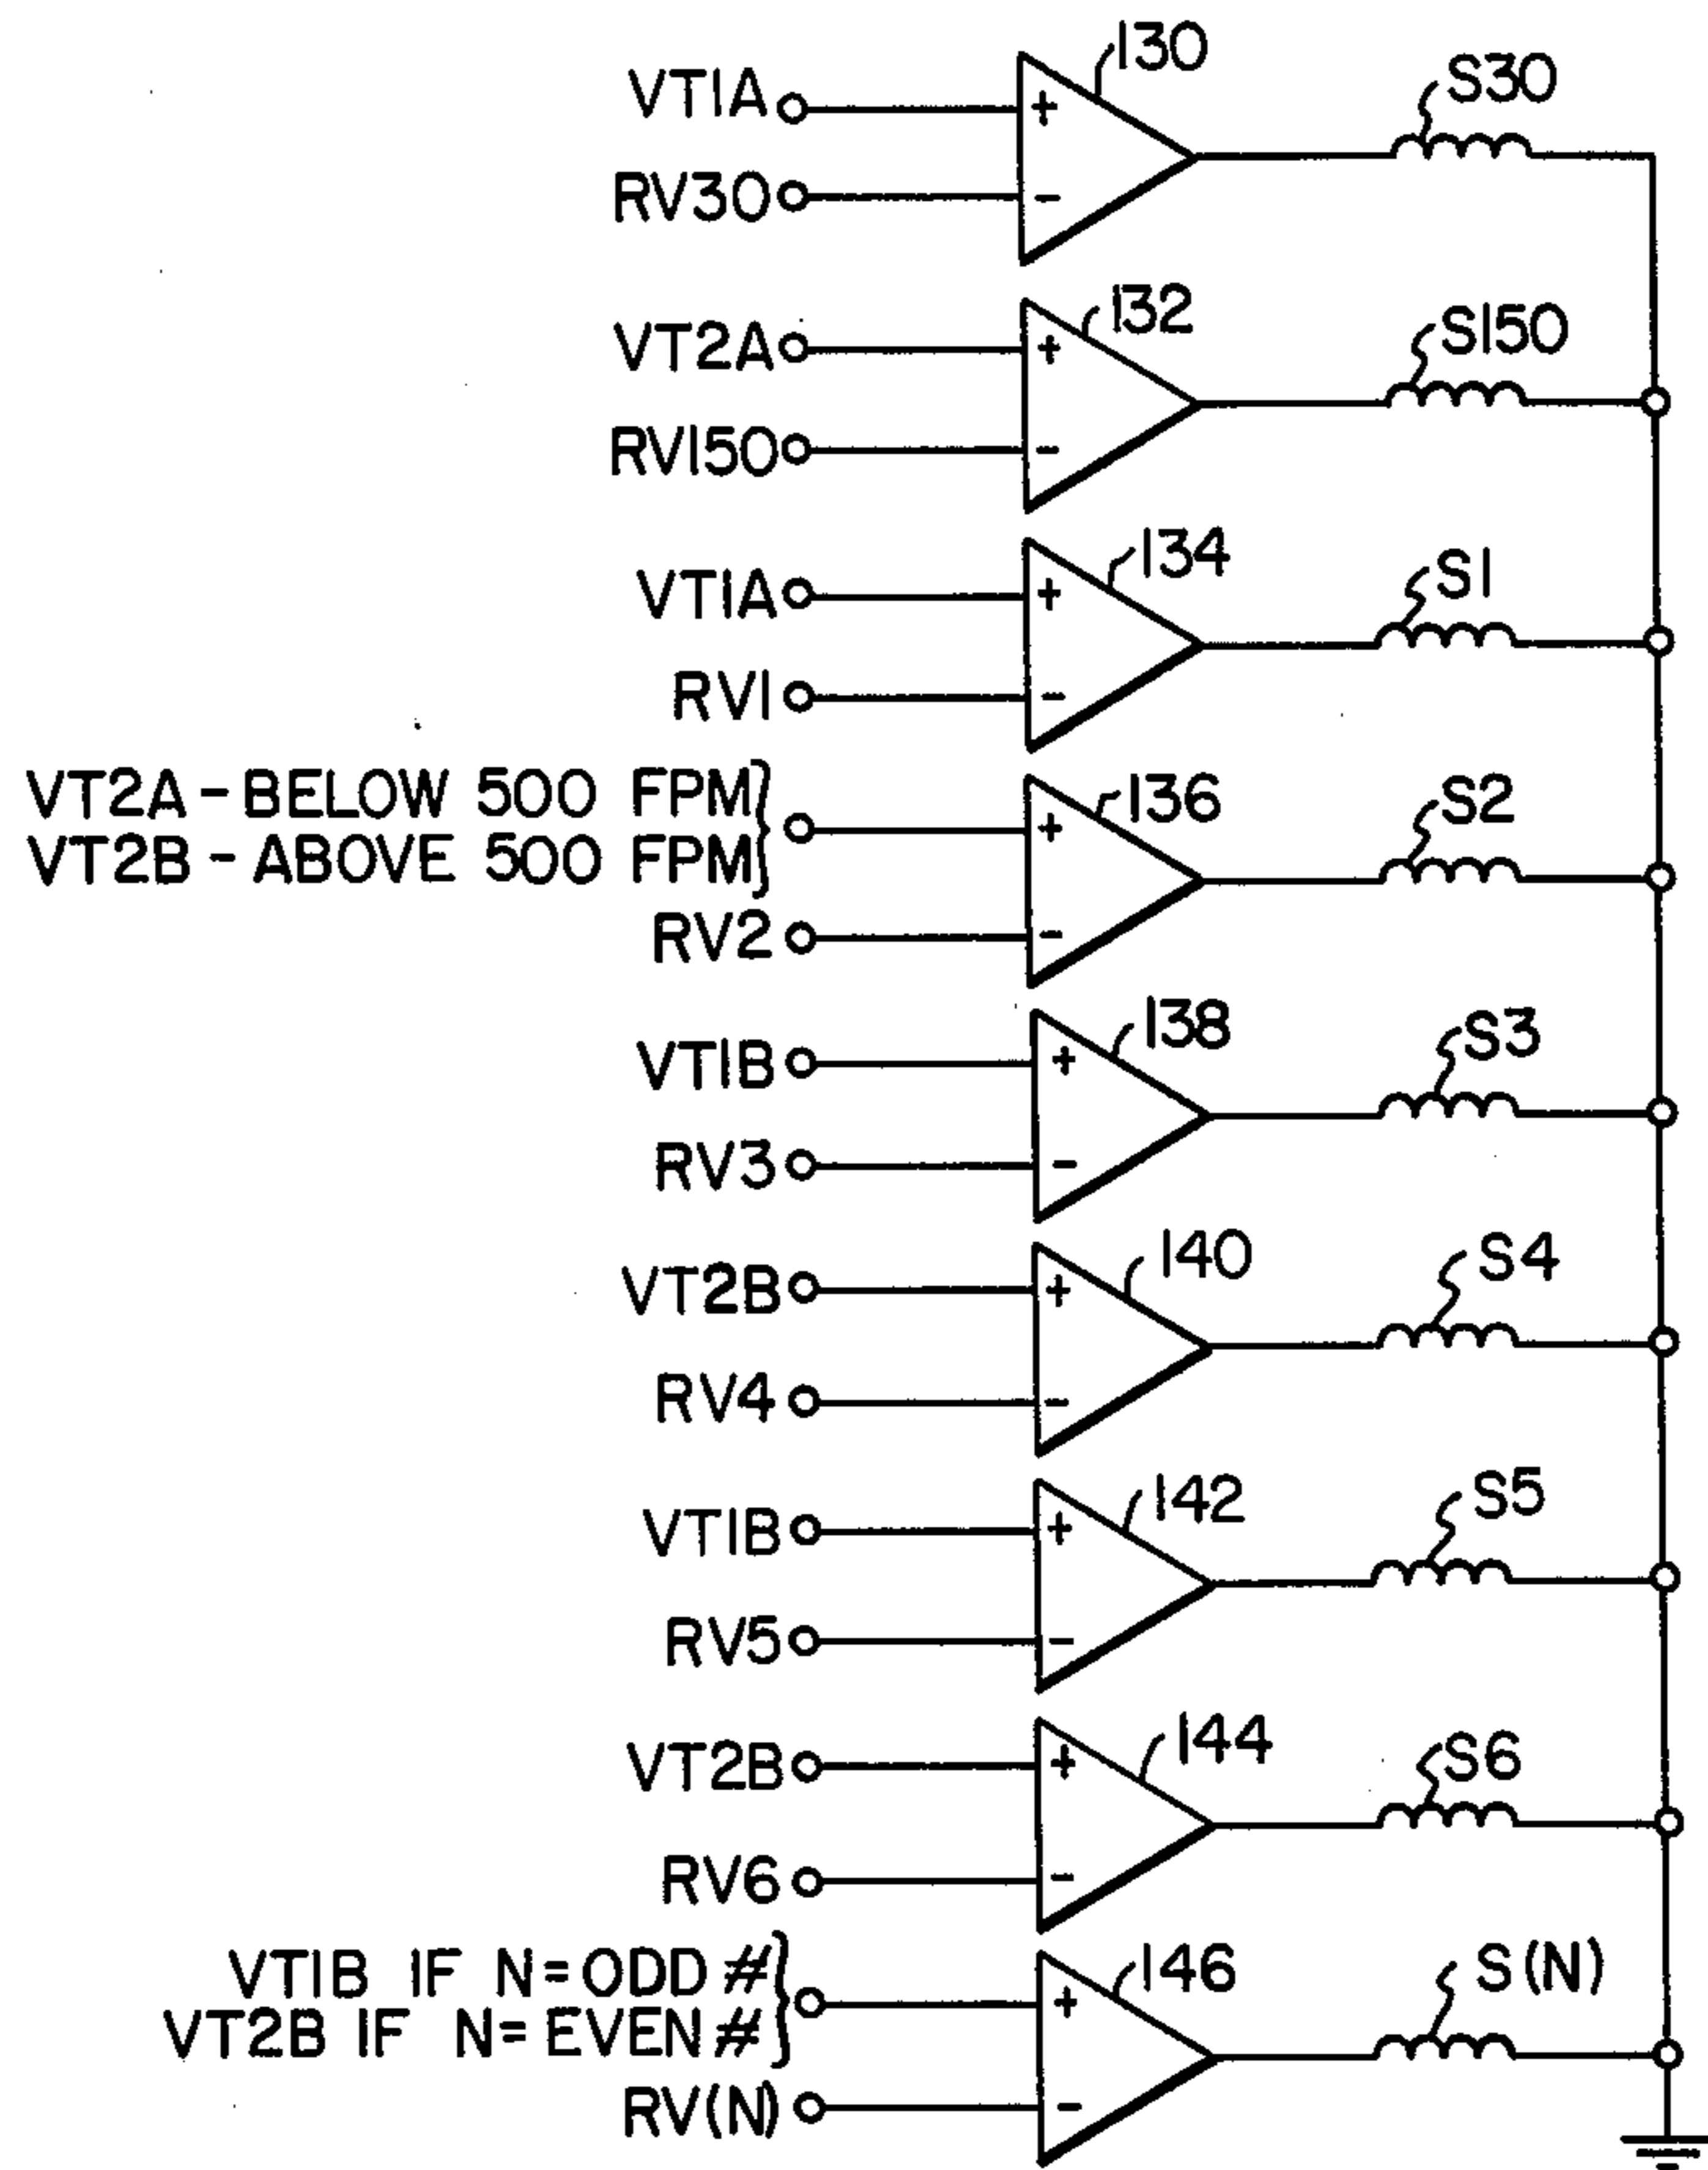 130
VT1A
S30
+
RV30
-
132
VT2A
S150
+
RV150
-
134
VT1A
S1
+
RV1
-
VT2A-BELOW 500 FPM
VT2B-ABOVE 500 FPM
136
S2
+
RV2
-
138
VT1B
S3
+
RV3
-
140
VT2B
S4
+
RV4
-
142
VT1B
S5
+
RV5
-
144
VT2B
S6
+
RV6
-
VT1B IF N=ODD #
VT2B IF N=EVEN#
146
S(N)
+
RV(N)
-